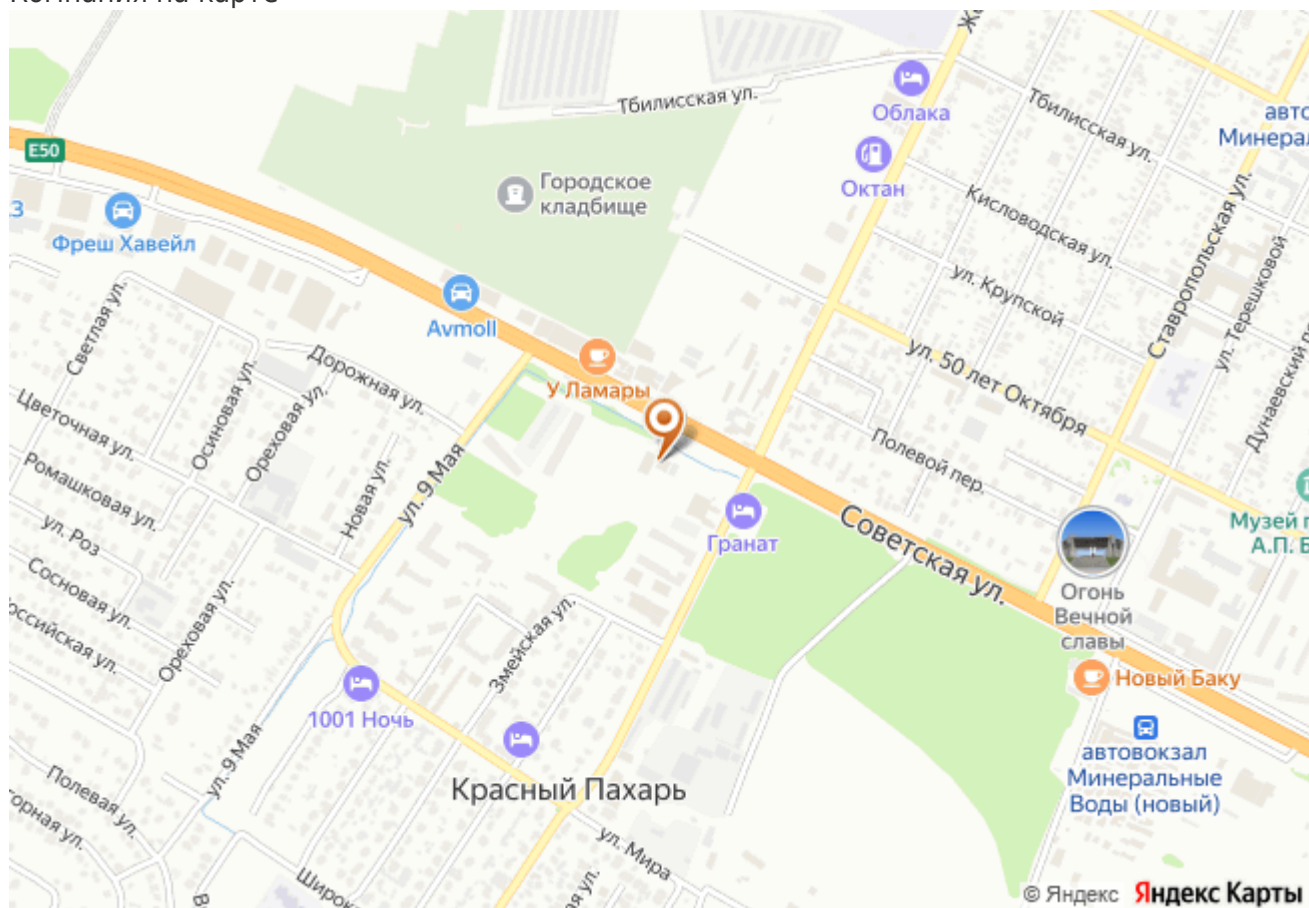 Компания на карте
Тбилисская ул.
Облака
Тбилисская ул.
E50
Октан
Городское
кладбище
Кисловодская ул.
Ставропольская ул.
ул. Терешковой
Фреш Хавейл
ул. Крупской
Светлая ул.
Avmoll
ул. 50 лет Октября
Дорожная ул.
У Ламары
Цветочная ул.
Осиновая ул.
Ореховая ул.
Полевой пер.
Дунаевский
Ромашковая ул.
Новая ул.
ул. 9 Мая
Гранат
Советская ул.
Музей
А.П.
ул. Роз
Сосновая ул.
Огонь
Вечной
славы
Ореховая ул.
Змейская ул.
1001 Ночь
Новый Баку
ул. 9 Мая
автовокзал
Минеральные
Воды (новый)
Красный Пахарь
Полевая ул.
ул. Мира
© Яндекс Яндекс Карты